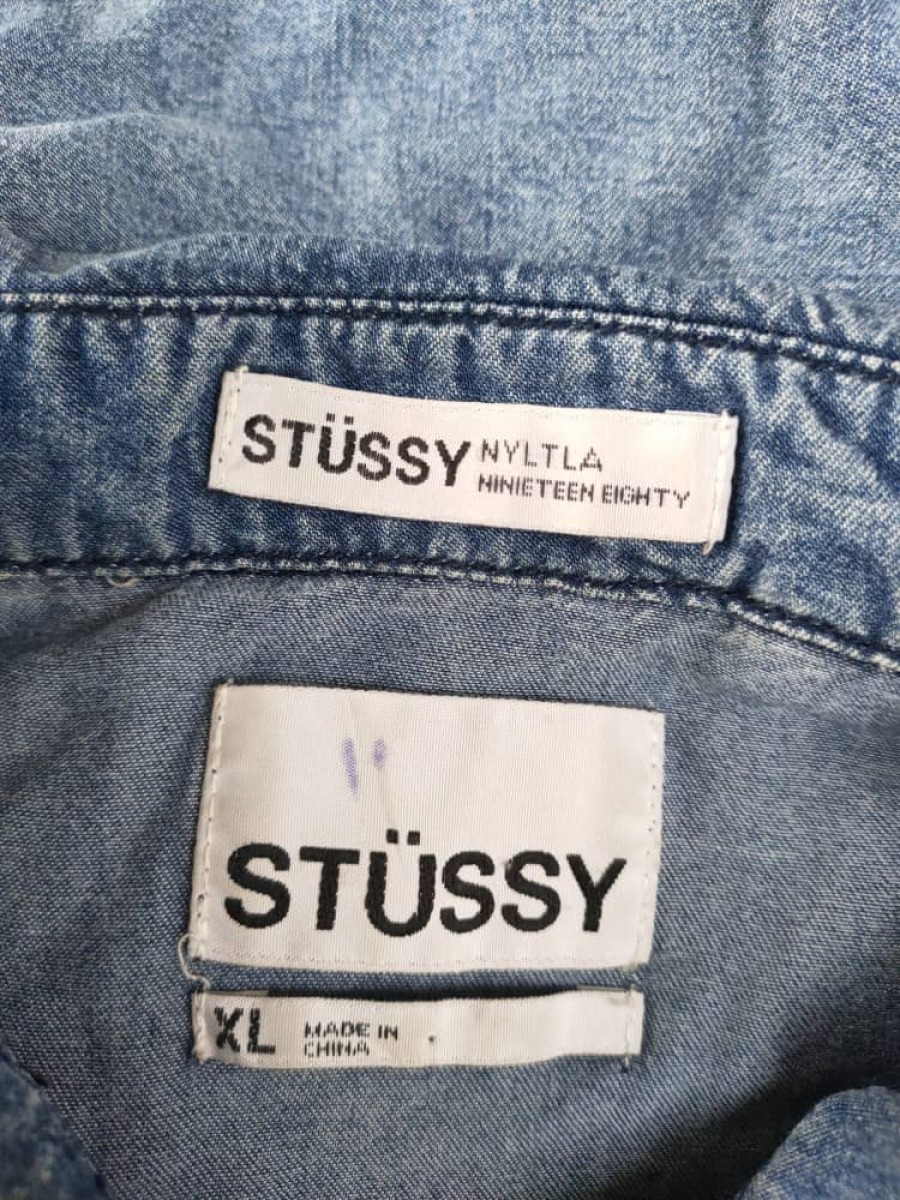 STÜSSY NYLTLA
NINIETEEN EIGHTY
STÜSSY
XL MADE IN
CHINA